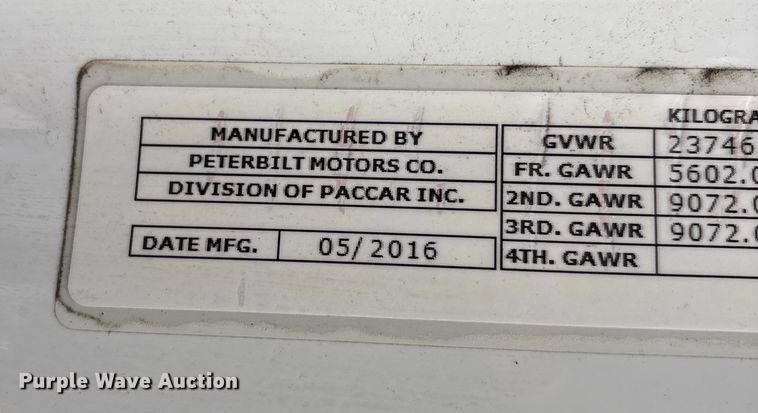 KILOGRA
MANUFACTURED BY
PETERBILT MOTORS CO.
DIVISION OF PACCAR INC.
DATE MFG. 05/2016
GVWR 23746
FR. GAWR 5602.0
2ND. GAWR 9072.0
3RD. GAWR 9072.0
4TH. GAWR
Purple Wave Auction